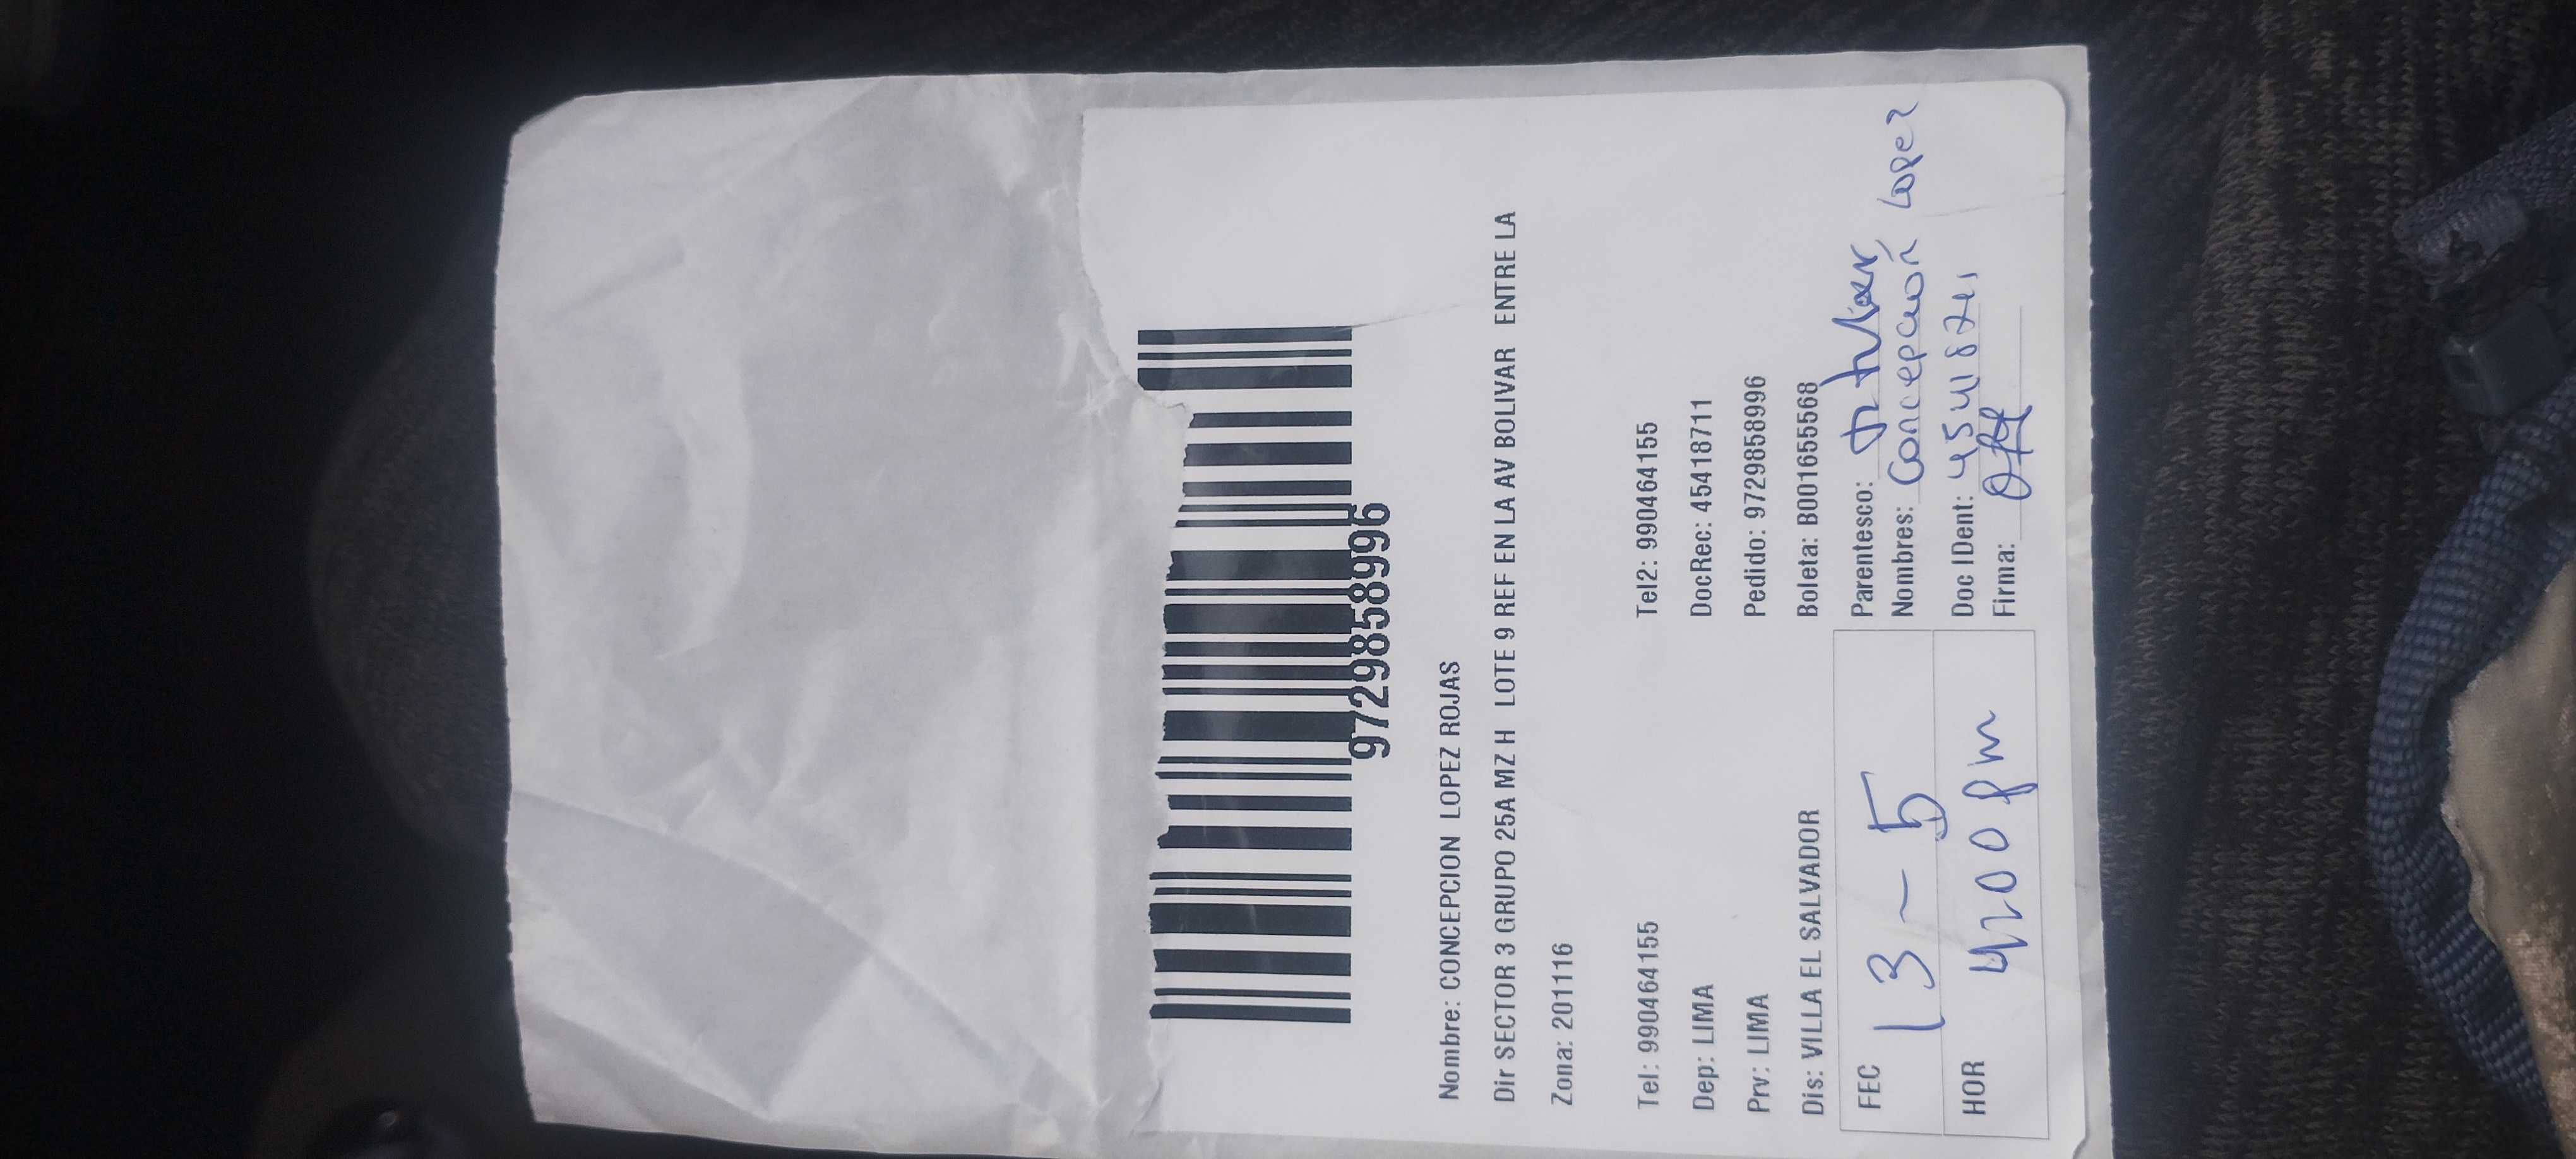 9729858996
Nombre: CONCEPCION LOPEZ ROJAS
Dir SECTOR 3 GRUPO 25A MZ H LOTE 9 REF EN LA AV BOLIVAR ENTRE LA
Zona: 201116
Tel: 990464155 Tel2: 990464155
Dep: LIMA DocRec: 45418711
Prv: LIMA Pedido: 9729858996
Dis: VILLA EL SALVADOR Boleta: B001655568
FEC 13-5 Parentesco:
Nombres: Concepción Lopez
HOR 4200 pm Doc IDent:
Firma: